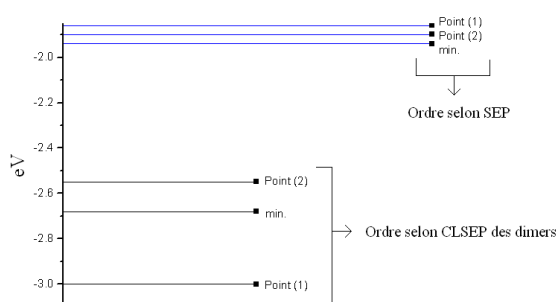 Point (1)
Point (2)
min.
-2.0
-2.2
-2.4
-2.6
-2.8
-3.0
eV
Ordre selon SEP
Point (2)
min.
Point (1)
Ordre selon CLSEP des dimers